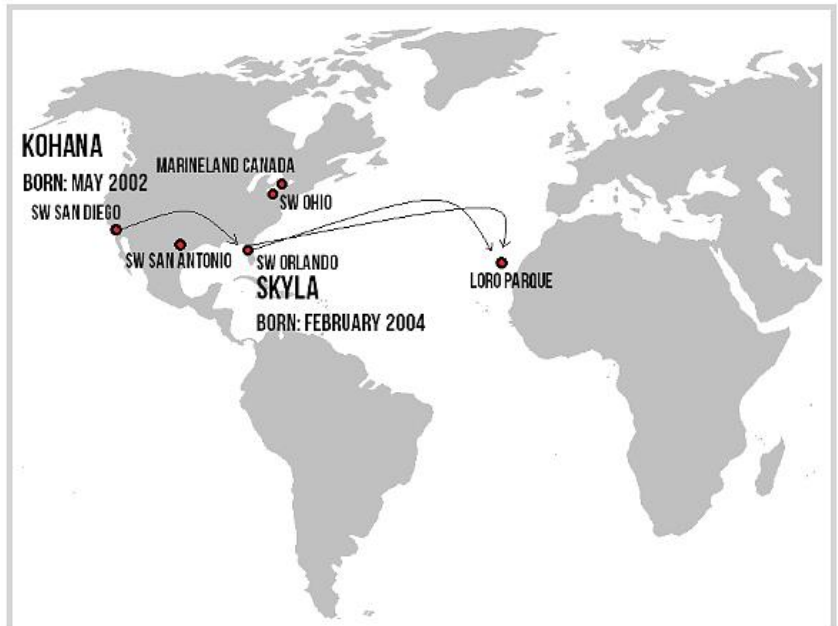 KOHANA
BORN: MAY 2002
SW SAN DIEGO
MARINELAND CANADA
SW OHIO
SW SAN ANTONIO
SW ORLANDO
SKYLA
BORN: FEBRUARY 2004
LORO PARQUE